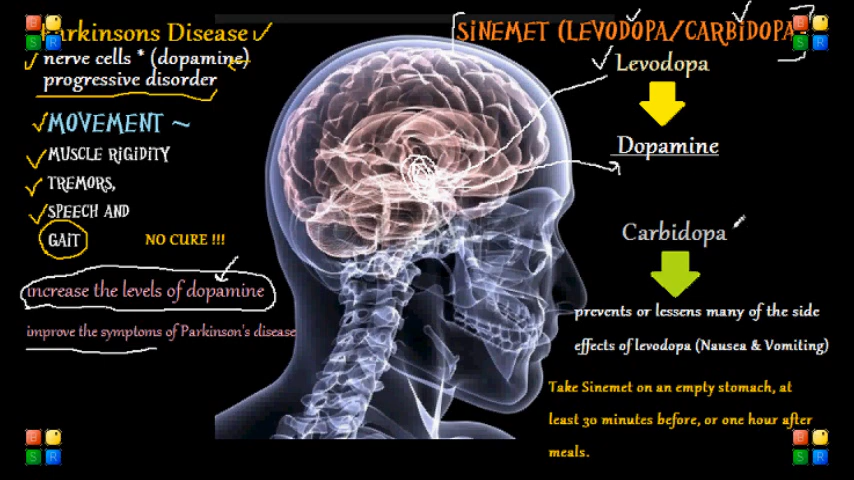 Parkinsons Disease
nerve cells * (dopamine)
progressive disorder
MOVEMENT ~
MUSCLE RIGIDITY
TREMORS,
SPEECH AND
GAIT
NO CURE !!!
increase the levels of dopamine
improve the symptoms of Parkinson's disease
SINEMET (LEVODOPA/CARBIDOPA
Levodopa
Dopamine
Carbidopa
prevents or lessens many of the side
effects of levodopa (Nausea & Vomiting)
Take Sinemet on an empty stomach, at
least 30 minutes before, or one hour after
meals.
B
S R
B
S R
B
S R
B
S R